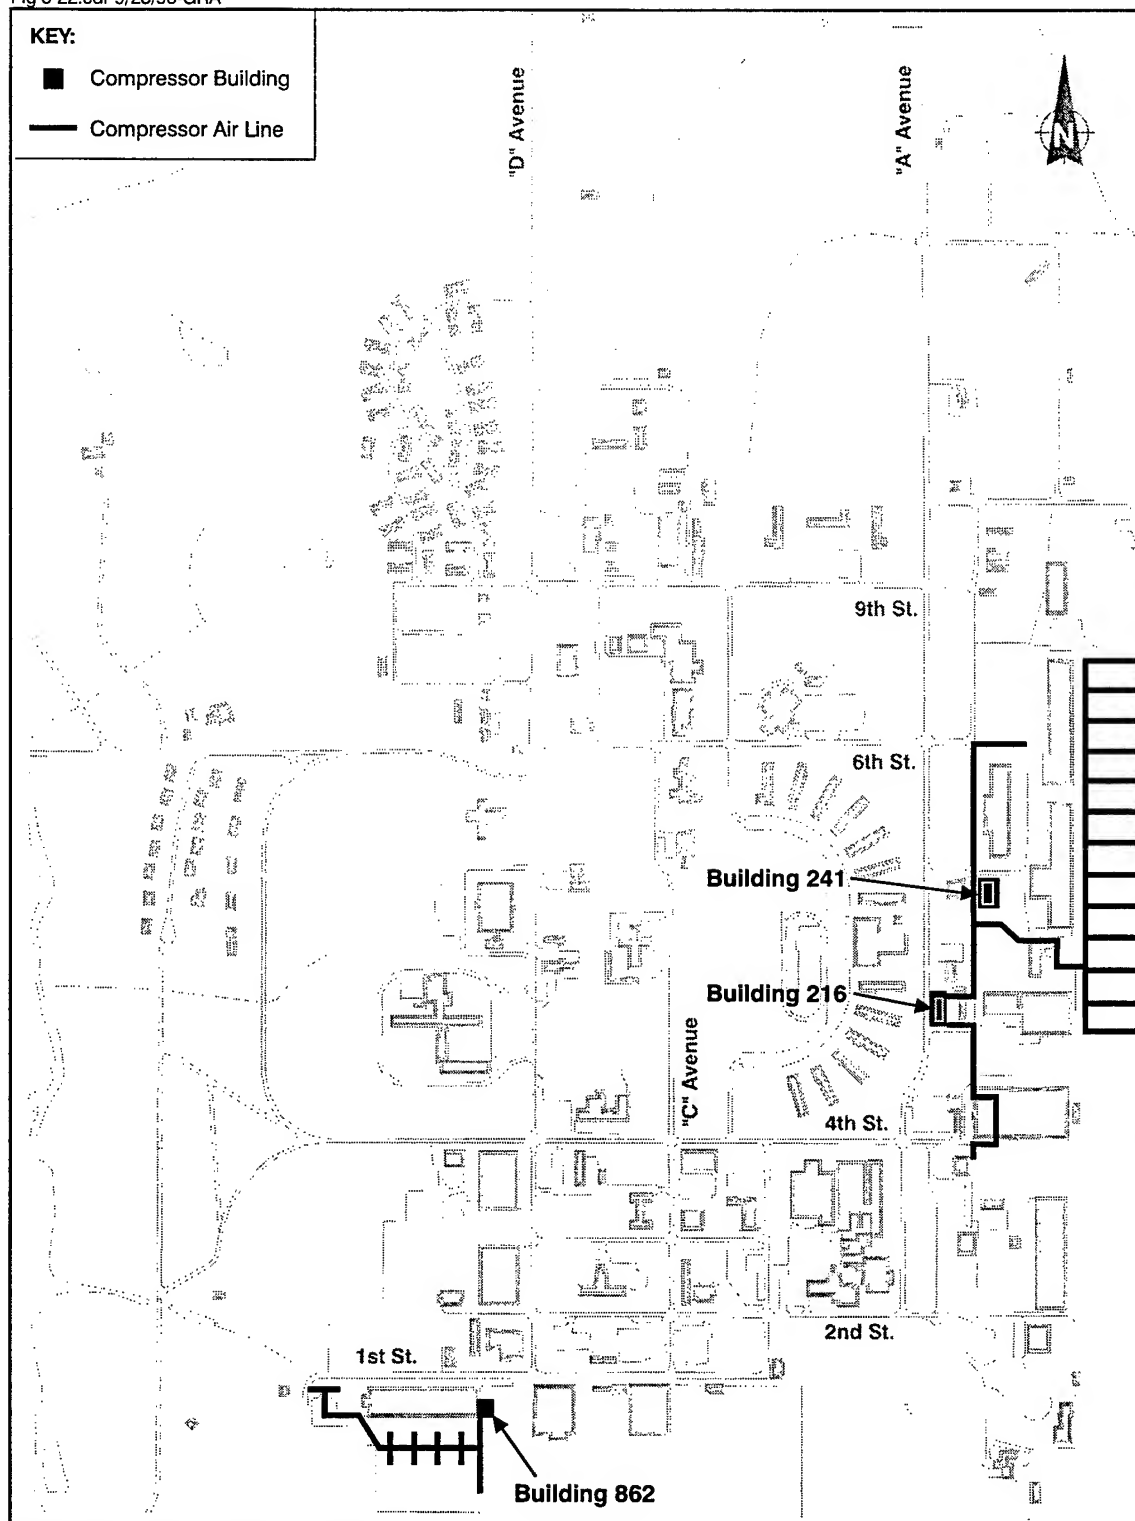 KEY:
Compressor Building
Compressor Air Line
"D" Avenue
"A" Avenue
N
9th St.
6th St.
Building 241
Building 216
"C" Avenue
4th St.
2nd St.
1st St.
Building 862